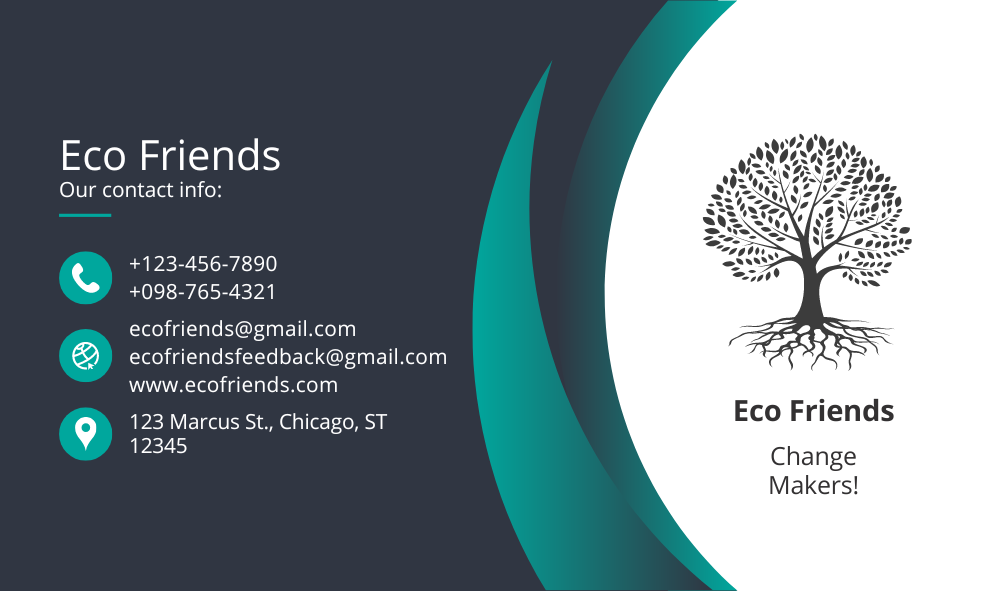 Eco Friends
Our contact info:
+123-456-7890
+098-765-4321
ecofriends@gmail.com
ecofriendsfeedback@gmail.com
www.ecofriends.com
123 Marcus St., Chicago, ST
12345
Eco Friends
Change
Makers!